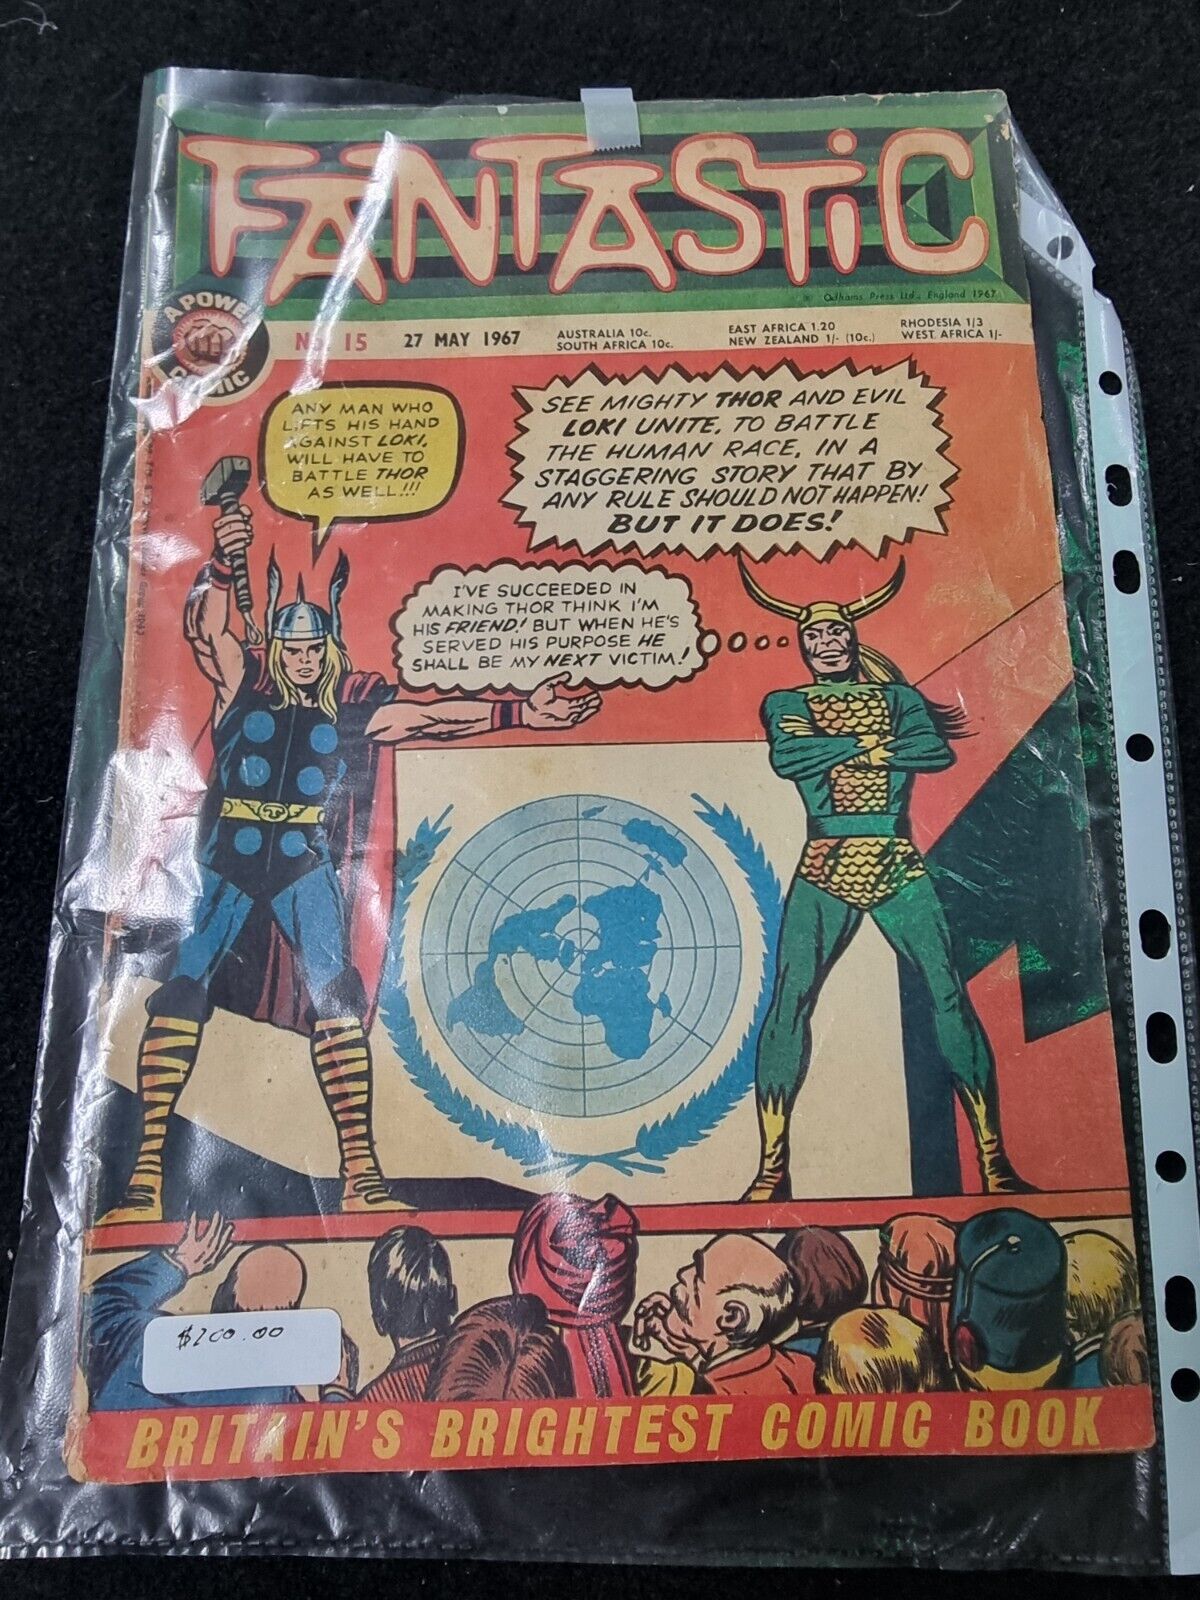 FANTASTiC
Odhams Press Ltd., England 1967
A POWER
COMIC
No. 15
27 MAY 1967
AUSTRALIA 10c.
SOUTH AFRICA 10c.
EAST AFRICA 1.20
NEW ZEALAND 1/- (10c.)
RHODESIA 1/3
WEST AFRICA 1/-
ANY MAN WHO
LIFTS HIS HAND
AGAINST LOKI,
WILL HAVE TO
BATTLE THOR
AS WELL!!!
SEE MIGHTY THOR AND EVIL
LOKI UNITE, TO BATTLE
THE HUMAN RACE, IN A
STAGGERING STORY THAT BY
ANY RULE SHOULD NOT HAPPEN!
BUT IT DOES!
I'VE SUCCEEDED IN
MAKING THOR THINK I'M
HIS FRIEND! BUT WHEN HE'S
SERVED HIS PURPOSE HE
SHALL BE MY NEXT VICTIM!
T
$200.00
BRITAIN'S BRIGHTEST COMIC BOOK